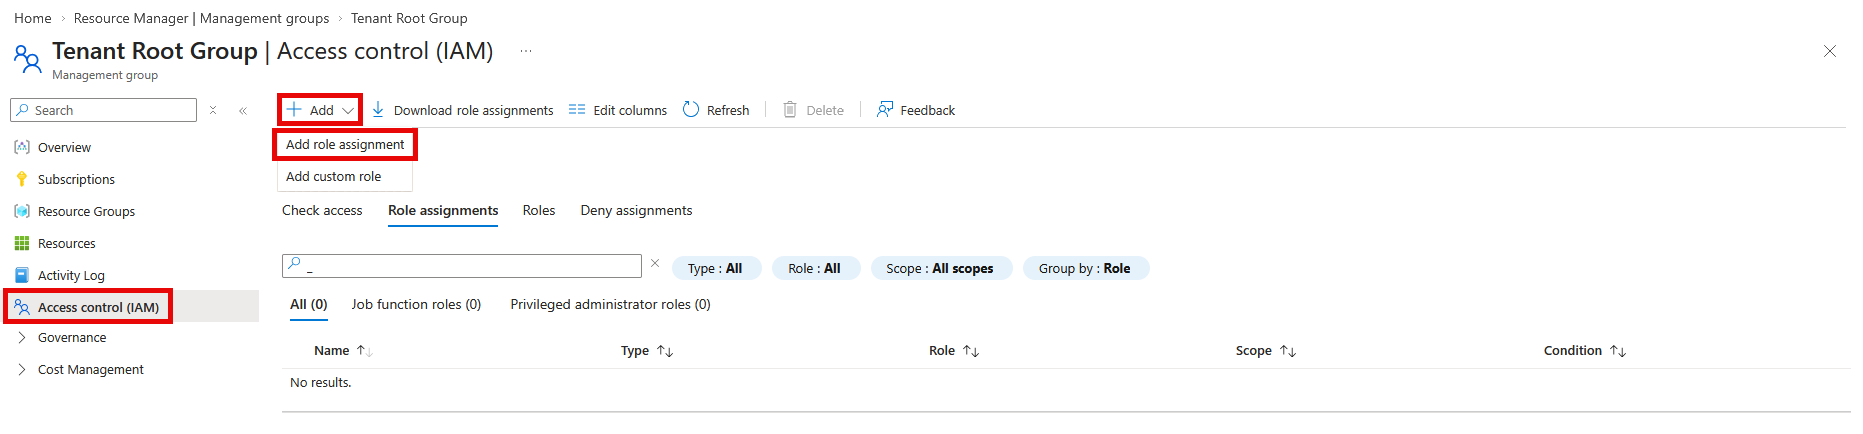 Home > Resource Manager | Management groups > Tenant Root Group
Tenant Root Group | Access control (IAM) ...
Management group
Search
Add
Download role assignments
Edit columns
Refresh
Delete
Feedback
Add role assignment
Add custom role
Overview
Subscriptions
Resource Groups
Resources
Activity Log
Access control (IAM)
Governance
Cost Management
Check access
Role assignments
Roles
Deny assignments
_
Type : All
Role : All
Scope : All scopes
Group by : Role
All (0)
Job function roles (0)
Privileged administrator roles (0)
Name
Type
Role
Scope
Condition
No results.